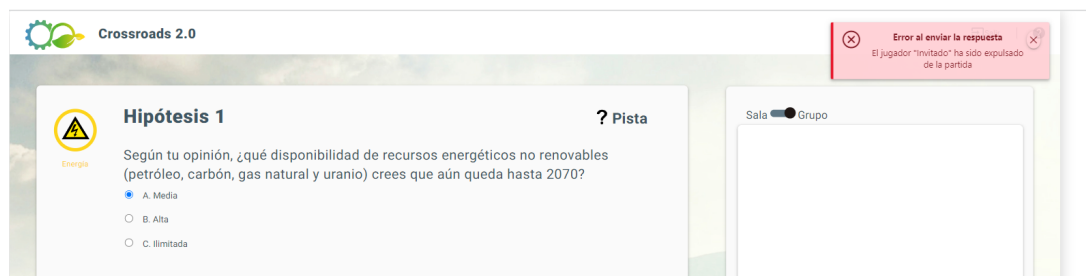 Crossroads 2.0
Error al enviar la respuesta
El jugador "Invitado" ha sido expulsado
de la partida
Hipótesis 1
? Pista
Energía
Según tu opinión, ¿qué disponibilidad de recursos energéticos no renovables
(petróleo, carbón, gas natural y uranio) crees que aún queda hasta 2070?
A. Media
B. Alta
C. Ilimitada
Sala Grupo